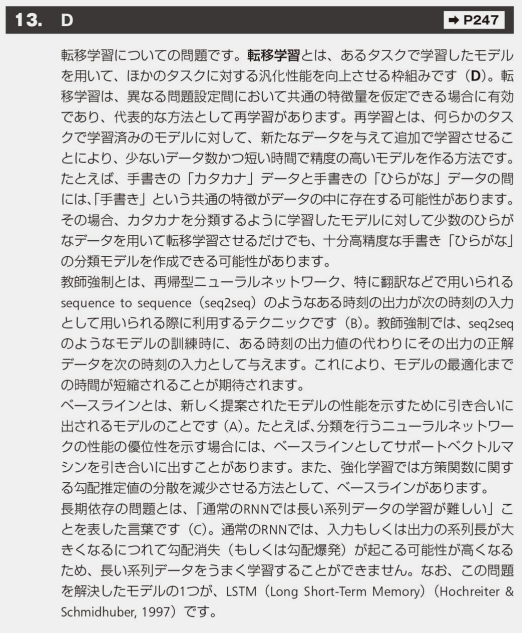 13. D ➡ P247
転移学習についての問題です。転移学習とは、あるタスクで学習したモデル
を用いて、ほかのタスクに対する汎化性能を向上させる枠組みです（D）。転
移学習は、異なる問題設定間において共通の特徴量を仮定できる場合に有効
であり、代表的な方法として再学習があります。再学習とは、何らかのタス
クで学習済みのモデルに対して、新たなデータを与えて追加で学習させるこ
とにより、少ないデータ数かつ短い時間で精度の高いモデルを作る方法です。
たとえば、手書きの「カタカナ」データと手書きの「ひらがな」データの間
には、「手書き」という共通の特徴がデータの中に存在する可能性があります。
その場合、カタカナを分類するように学習したモデルに対して少数のひらが
なデータを用いて転移学習させるだけでも、十分高精度な手書き「ひらがな」
の分類モデルを作成できる可能性があります。
教師強制とは、再帰型ニューラルネットワーク、特に翻訳などで用いられる
sequence to sequence（seq2seq）のようなある時刻の出力が次の時刻の入力
として用いられる際に利用するテクニックです（B）。教師強制では、seq2seq
のようなモデルの訓練時に、ある時刻の出力値の代わりにその出力の正解
データを次の時刻の入力として与えます。これにより、モデルの最適化まで
の時間が短縮されることが期待されます。
ベースラインとは、新しく提案されたモデルの性能を示すために引き合いに
出されるモデルのことです（A）。たとえば、分類を行うニューラルネットワー
クの性能の優位性を示す場合には、ベースラインとしてサポートベクトルマ
シンを引き合いに出すことがあります。また、強化学習では方策関数に関す
る勾配推定値の分散を減少させる方法として、ベースラインがあります。
長期依存の問題とは、「通常のRNNでは長い系列データの学習が難しい」こ
とを表した言葉です（C）。通常のRNNでは、入力もしくは出力の系列長が大
きくなるにつれて勾配消失（もしくは勾配爆発）が起こる可能性が高くなる
ため、長い系列データをうまく学習することができません。なお、この問題
を解決したモデルの1つが、LSTM（Long Short-Term Memory）（Hochreiter &
Schmidhuber, 1997）です。